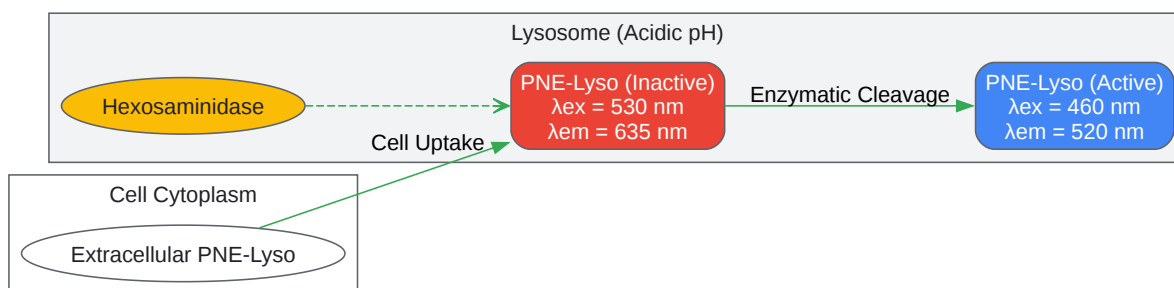 Lysosome (Acidic pH)
Hexosaminidase
PNE-Lyso (Inactive)
λex = 530 nm
λem = 635 nm
Enzymatic Cleavage
PNE-Lyso (Active)
λex = 460 nm
λem = 520 nm
Cell Uptake
Cell Cytoplasm
Extracellular PNE-Lyso